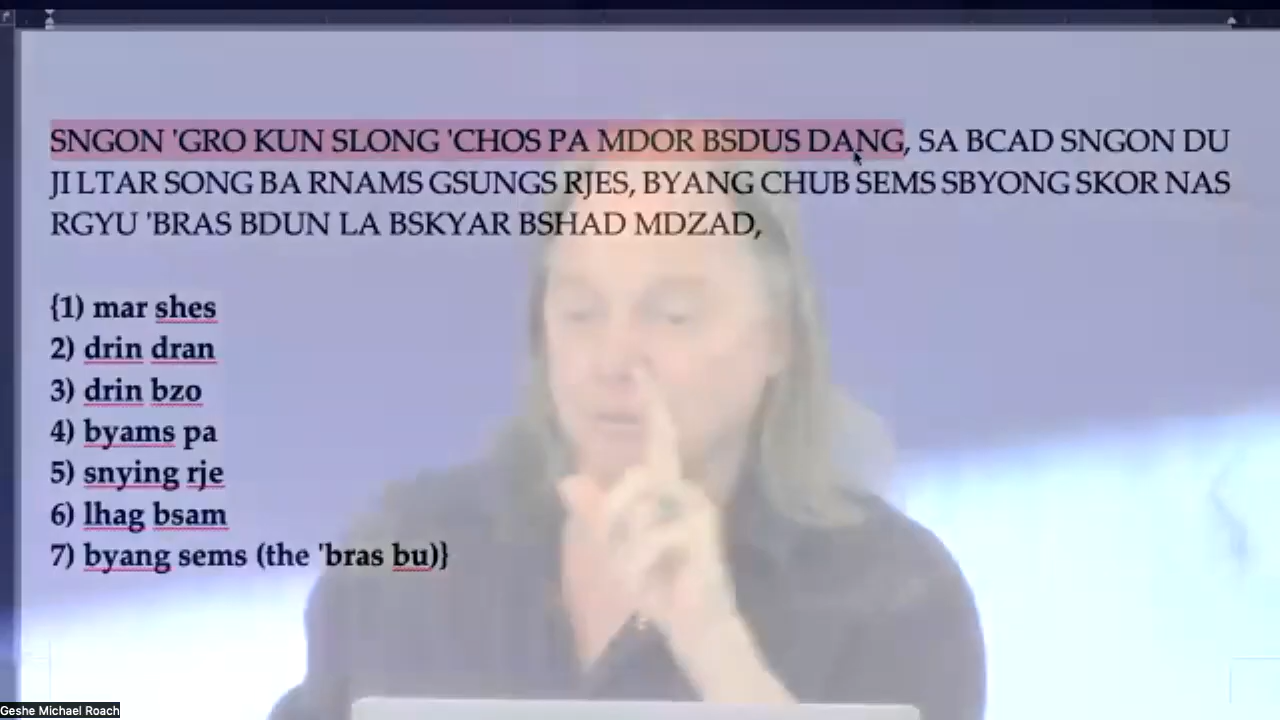 SNGON 'GRO KUN SLONG 'CHOS PA MDOR BSDUS DANG, SA BCAD SNGON DU
JI LTAR SONG BA RNAMS GSUNGS RJES, BYANG CHUB SEMS SBYONG SKOR NAS
RGYU 'BRAS BDUN LA BSKYAR BSHAD MDZAD,
{1) mar shes
2) drin dran
3) drin bzo
4) byams pa
5) snying rje
6) lhag bsam
7) byang sems (the 'bras bu)}
Geshe Michael Roach